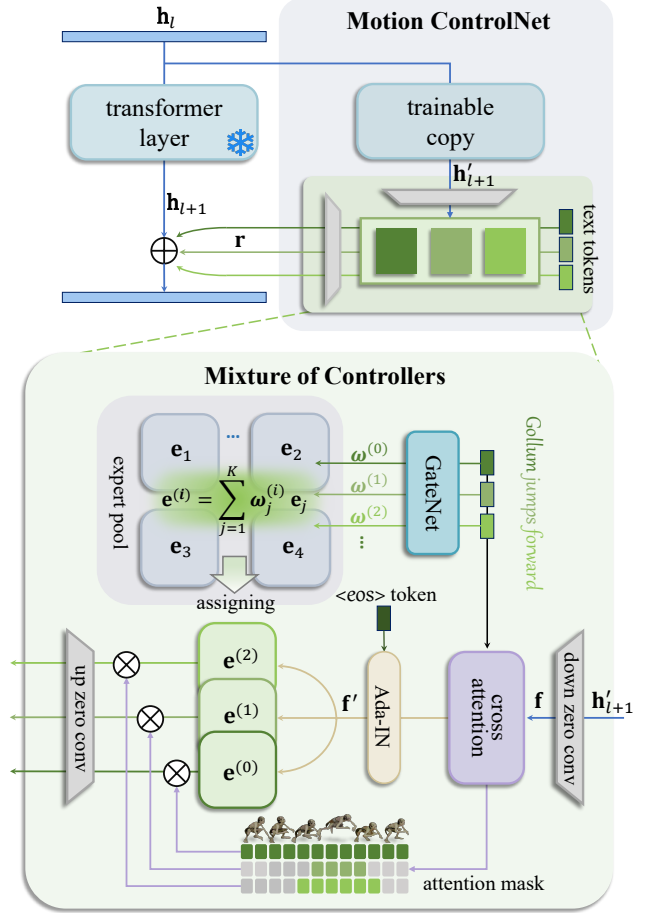 h_l
Motion ControlNet
transformer
layer
trainable
copy
h'_{l+1}
h_{l+1}
r
text tokens
Mixture of Controllers
expert pool
e_1
...
e_2
e^{(i)} = \sum_{j=1}^{K} ω_j^{(i)} e_j
e_3
e_4
assigning
ω^{(0)}
ω^{(1)}
ω^{(2)}
...
GateNet
Gollum jumps forward
<eos> token
up zero conv
e^{(2)}
e^{(1)}
e^{(0)}
f′
Ada-IN
cross
attention
f
down zero conv
h'_{l+1}
attention mask